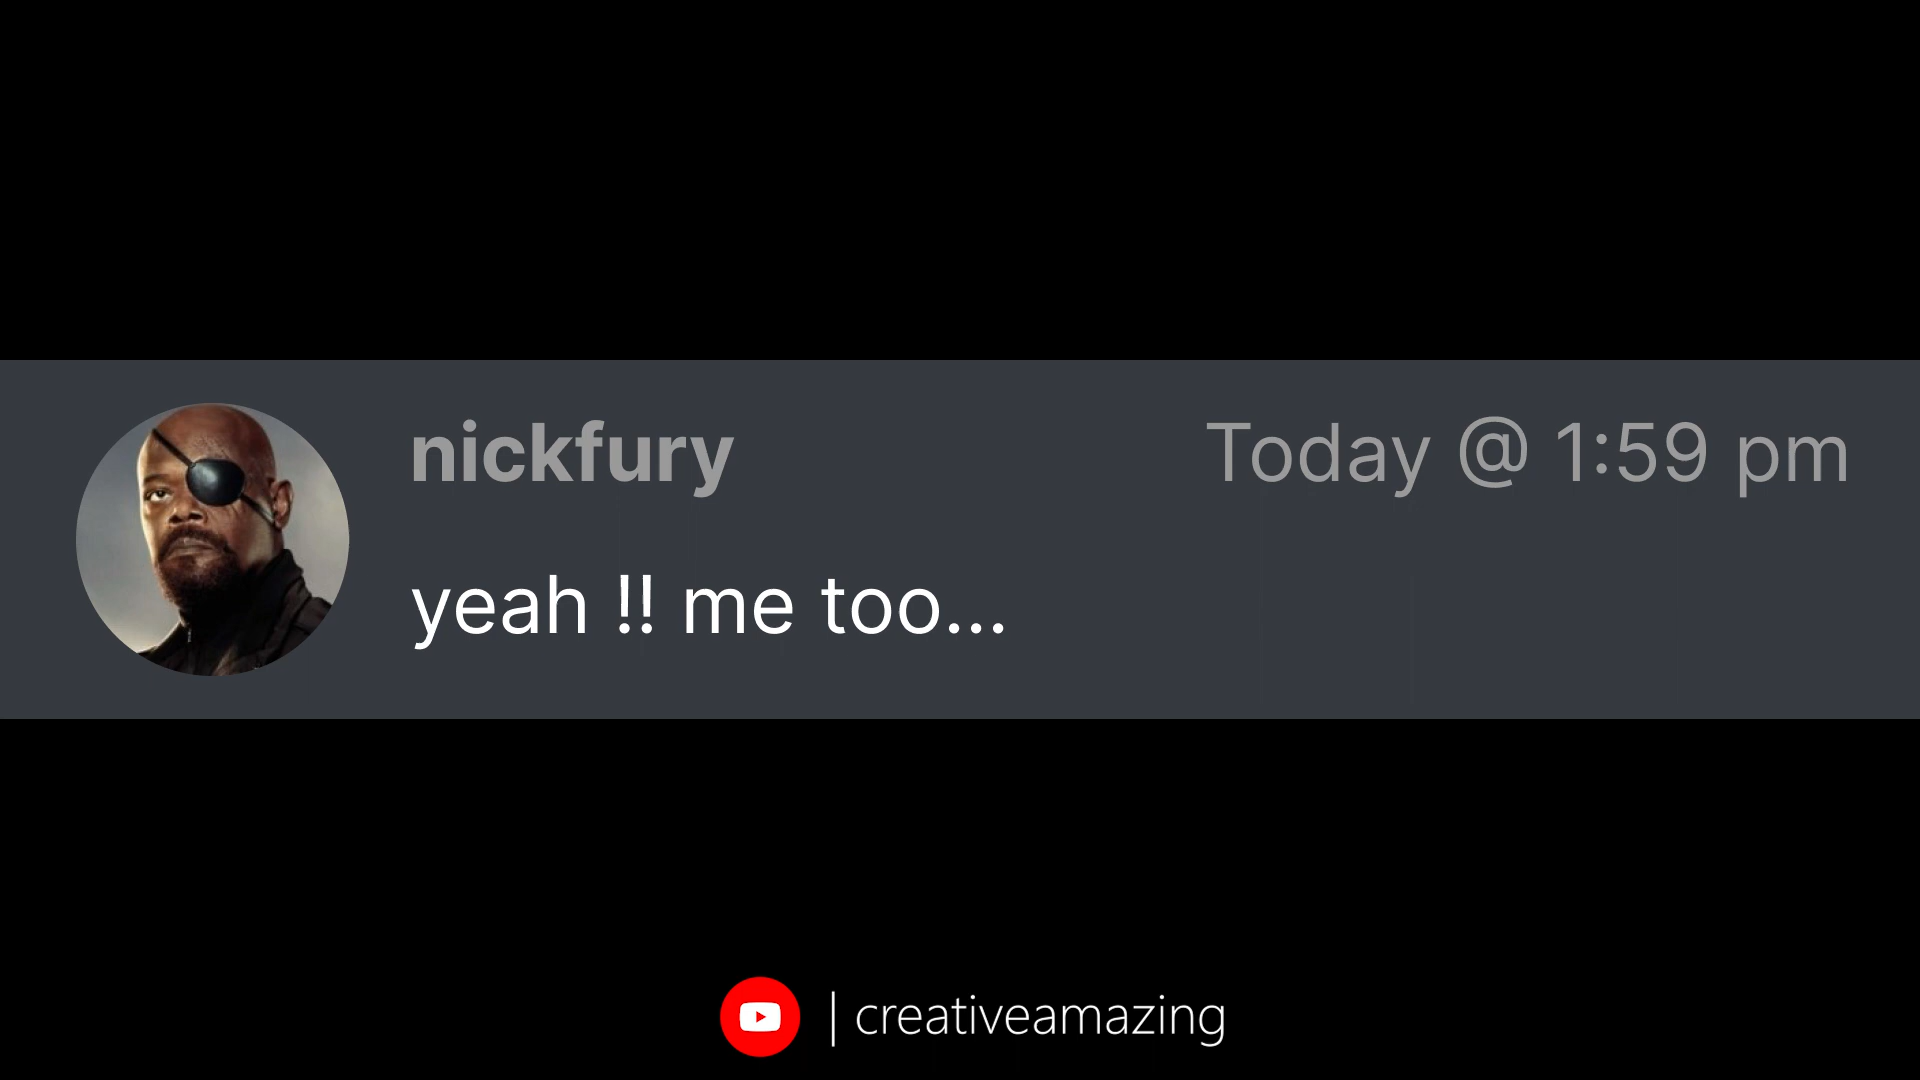 nickfury
Today @ 1:59 pm
yeah !! me too...
| creativeamazing